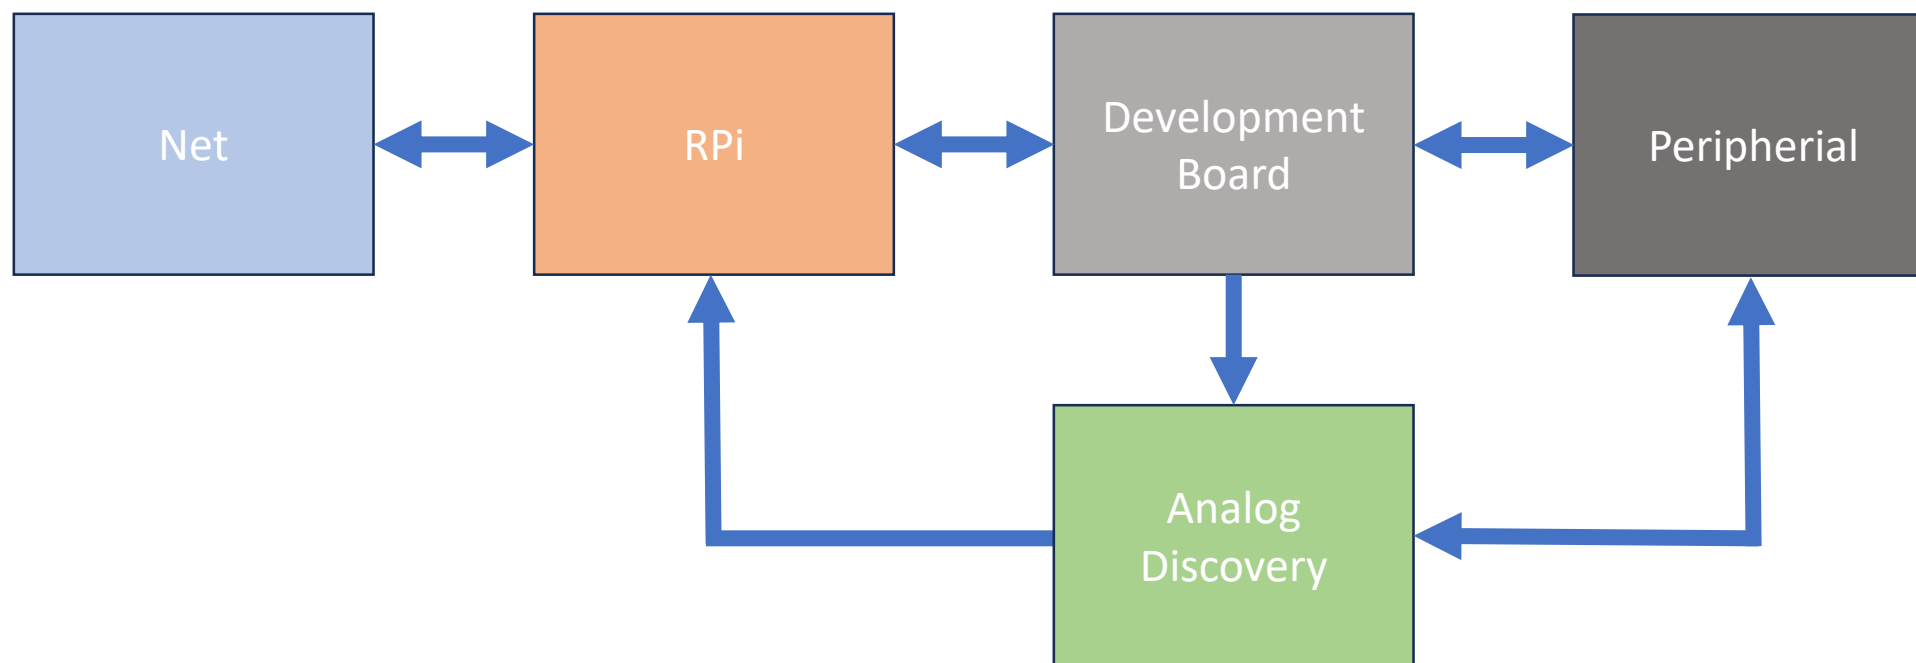 Net
RPi
Development
Board
Peripherial
Analog
Discovery